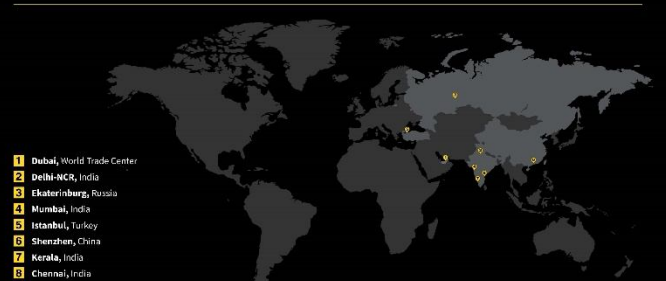 1 Dubai, World Trade Center
2 Delhi-NCR, India
3 Ekaterinburg, Russia
4 Mumbai, India
5 Istanbul, Turkey
6 Shenzhen, China
7 Kerala, India
8 Chennai, India